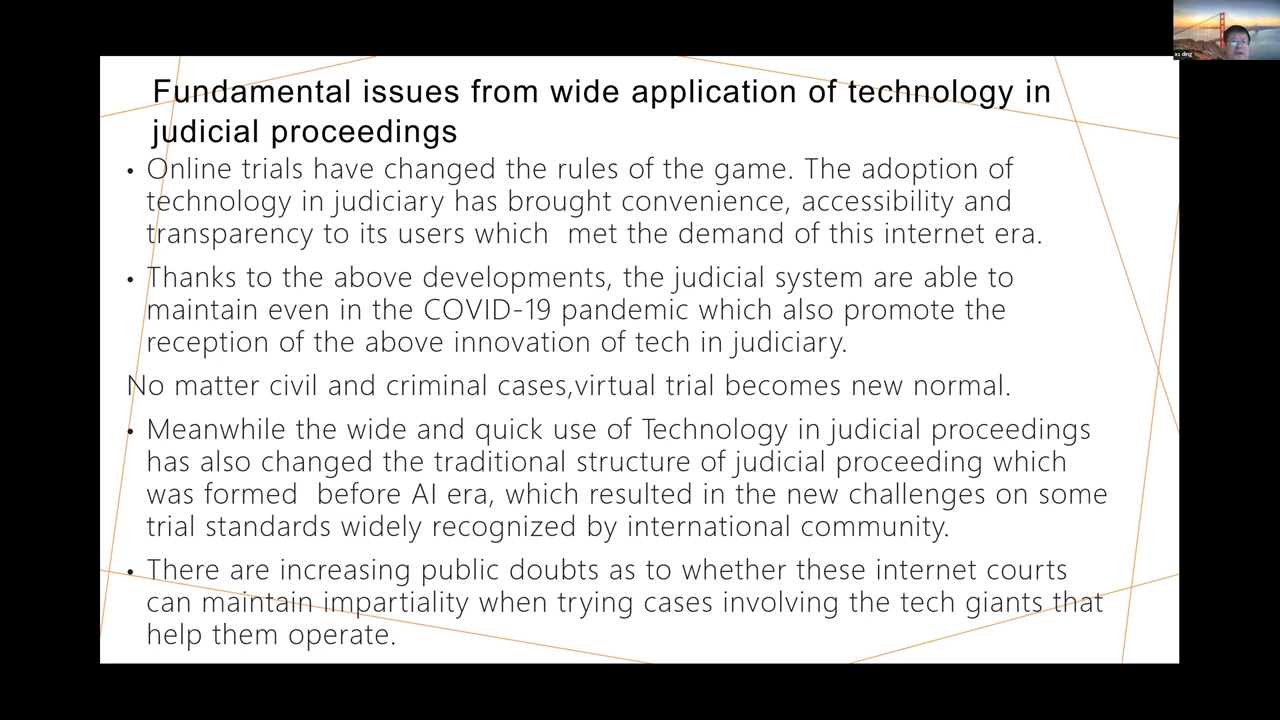 Fundamental issues from wide application of technology in
judicial proceedings
• Online trials have changed the rules of the game. The adoption of
technology in judiciary has brought convenience, accessibility and
transparency to its users which  met the demand of this internet era.
• Thanks to the above developments, the judicial system are able to
maintain even in the COVID-19 pandemic which also promote the
reception of the above innovation of tech in judiciary.
No matter civil and criminal cases,virtual trial becomes new normal.
• Meanwhile the wide and quick use of Technology in judicial proceedings
has also changed the traditional structure of judicial proceeding which
was formed  before AI era, which resulted in the new challenges on some
trial standards widely recognized by international community.
• There are increasing public doubts as to whether these internet courts
can maintain impartiality when trying cases involving the tech giants that
help them operate.
xs ding